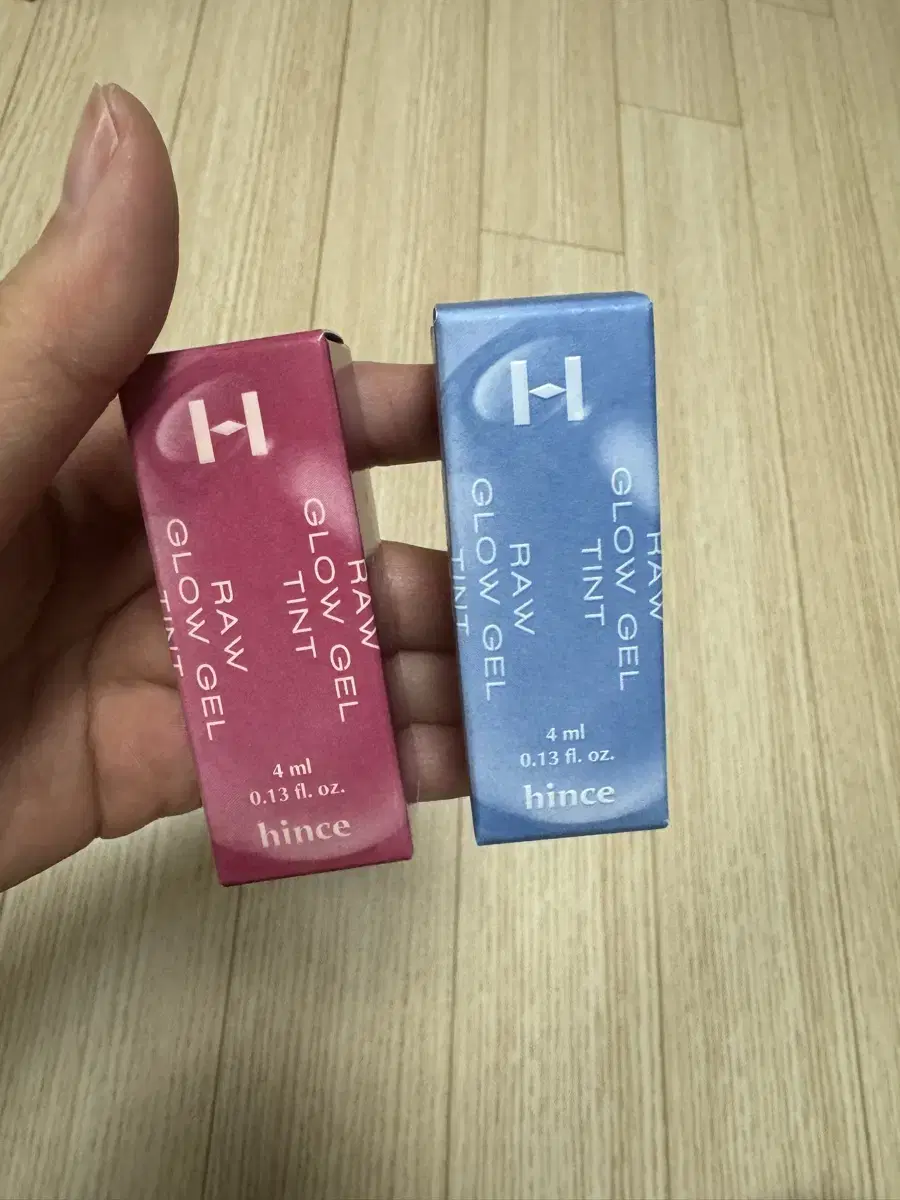 H
RAW
GLOW GEL
TINT
RAW
GLOW GEL
TINT
4 ml
0.13 fl. oz.
hince
H
RAW
GLOW GEL
TINT
RAW
GLOW GEL
TINT
4 ml
0.13 fl. oz.
hince